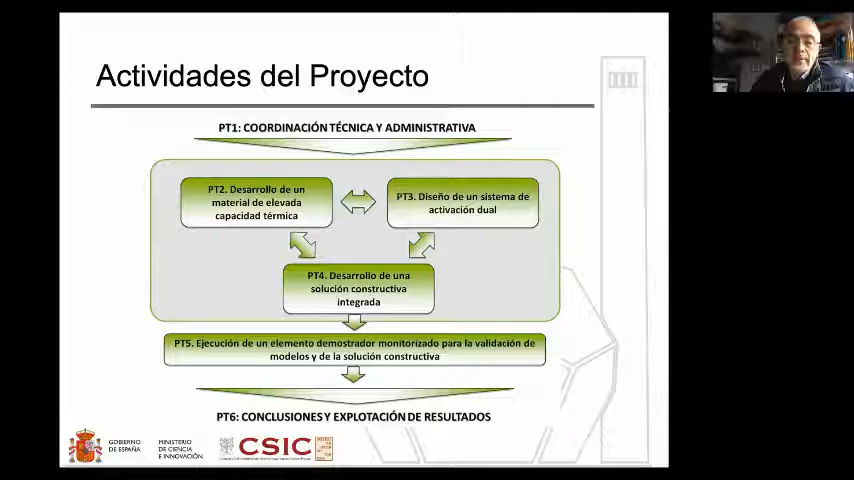 Actividades del Proyecto
PT1: COORDINACIÓN TÉCNICA Y ADMINISTRATIVA
PT2. Desarrollo de un
material de elevada
capacidad térmica
PT3. Diseño de un sistema de
activación dual
PT4. Desarrollo de una
solución constructiva
integrada
PT5. Ejecución de un elemento demostrador monitorizado para la validación de
modelos y de la solución constructiva
PT6: CONCLUSIONES Y EXPLOTACIÓN DE RESULTADOS
GOBIERNO
DE ESPAÑA
MINISTERIO
DE CIENCIA
E INNOVACIÓN
CSIC